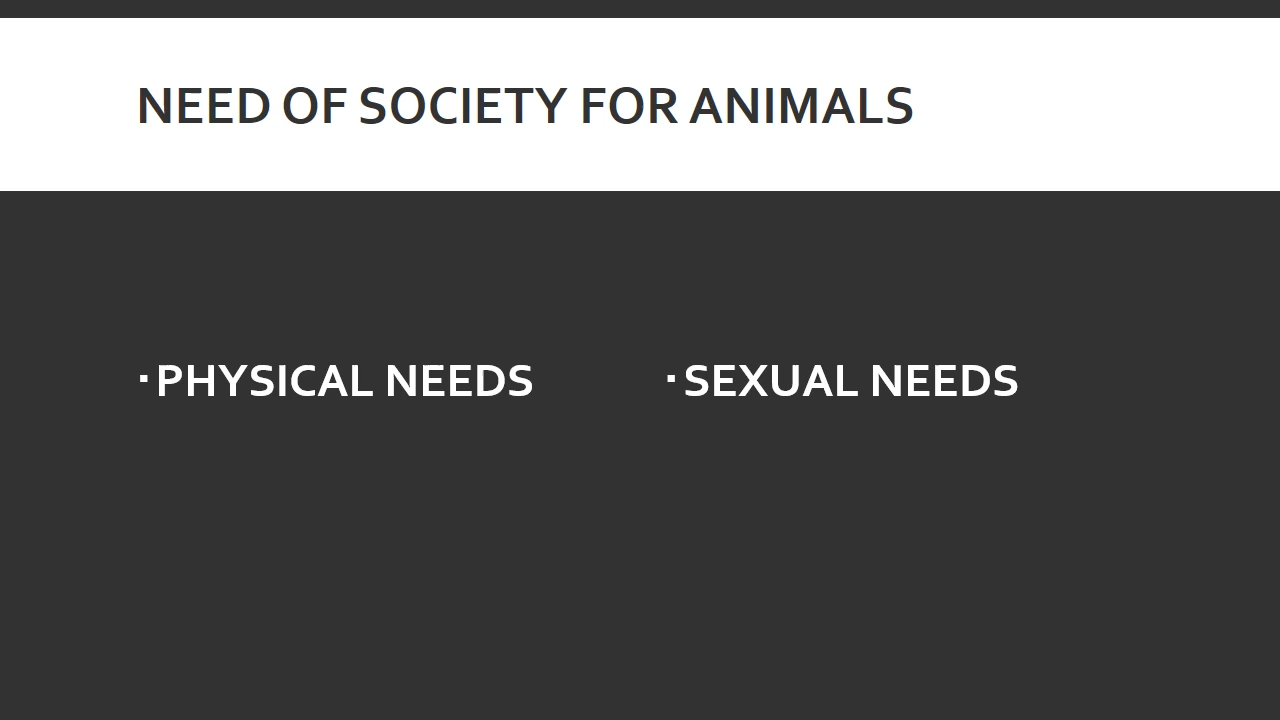 NEED OF SOCIETY FOR ANIMALS
▪ PHYSICAL NEEDS
▪ SEXUAL NEEDS